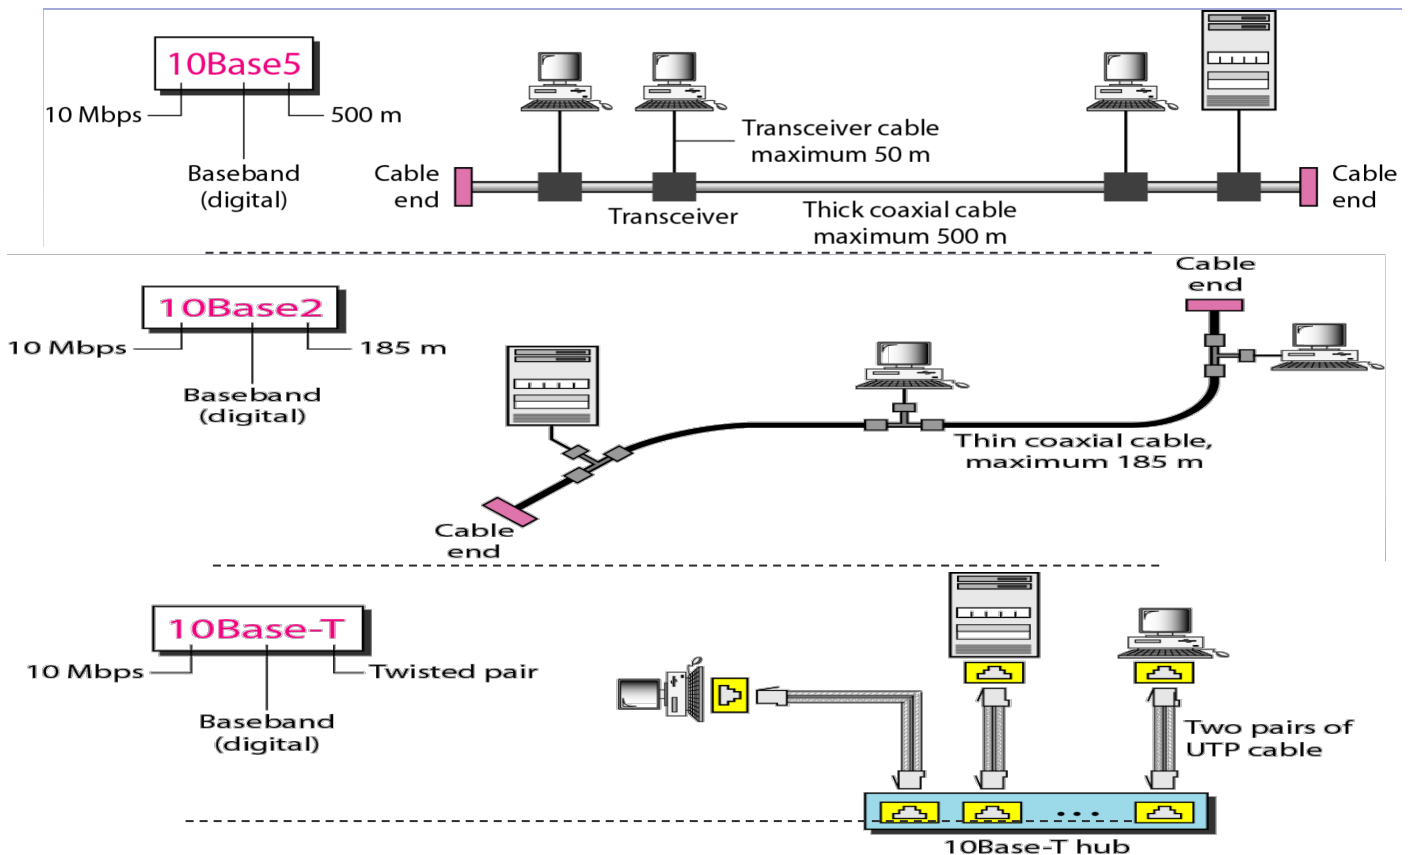 10Base5
10 Mbps
500 m
Baseband
(digital)
Transceiver cable
maximum 50 m
Cable
end
Cable
end
Transceiver
Thick coaxial cable
maximum 500 m
Cable
end
10Base2
10 Mbps
185 m
Baseband
(digital)
Thin coaxial cable,
maximum 185 m
Cable
end
10Base-T
10 Mbps
Twisted pair
Baseband
(digital)
Two pairs of
UTP cable
10Base-T hub